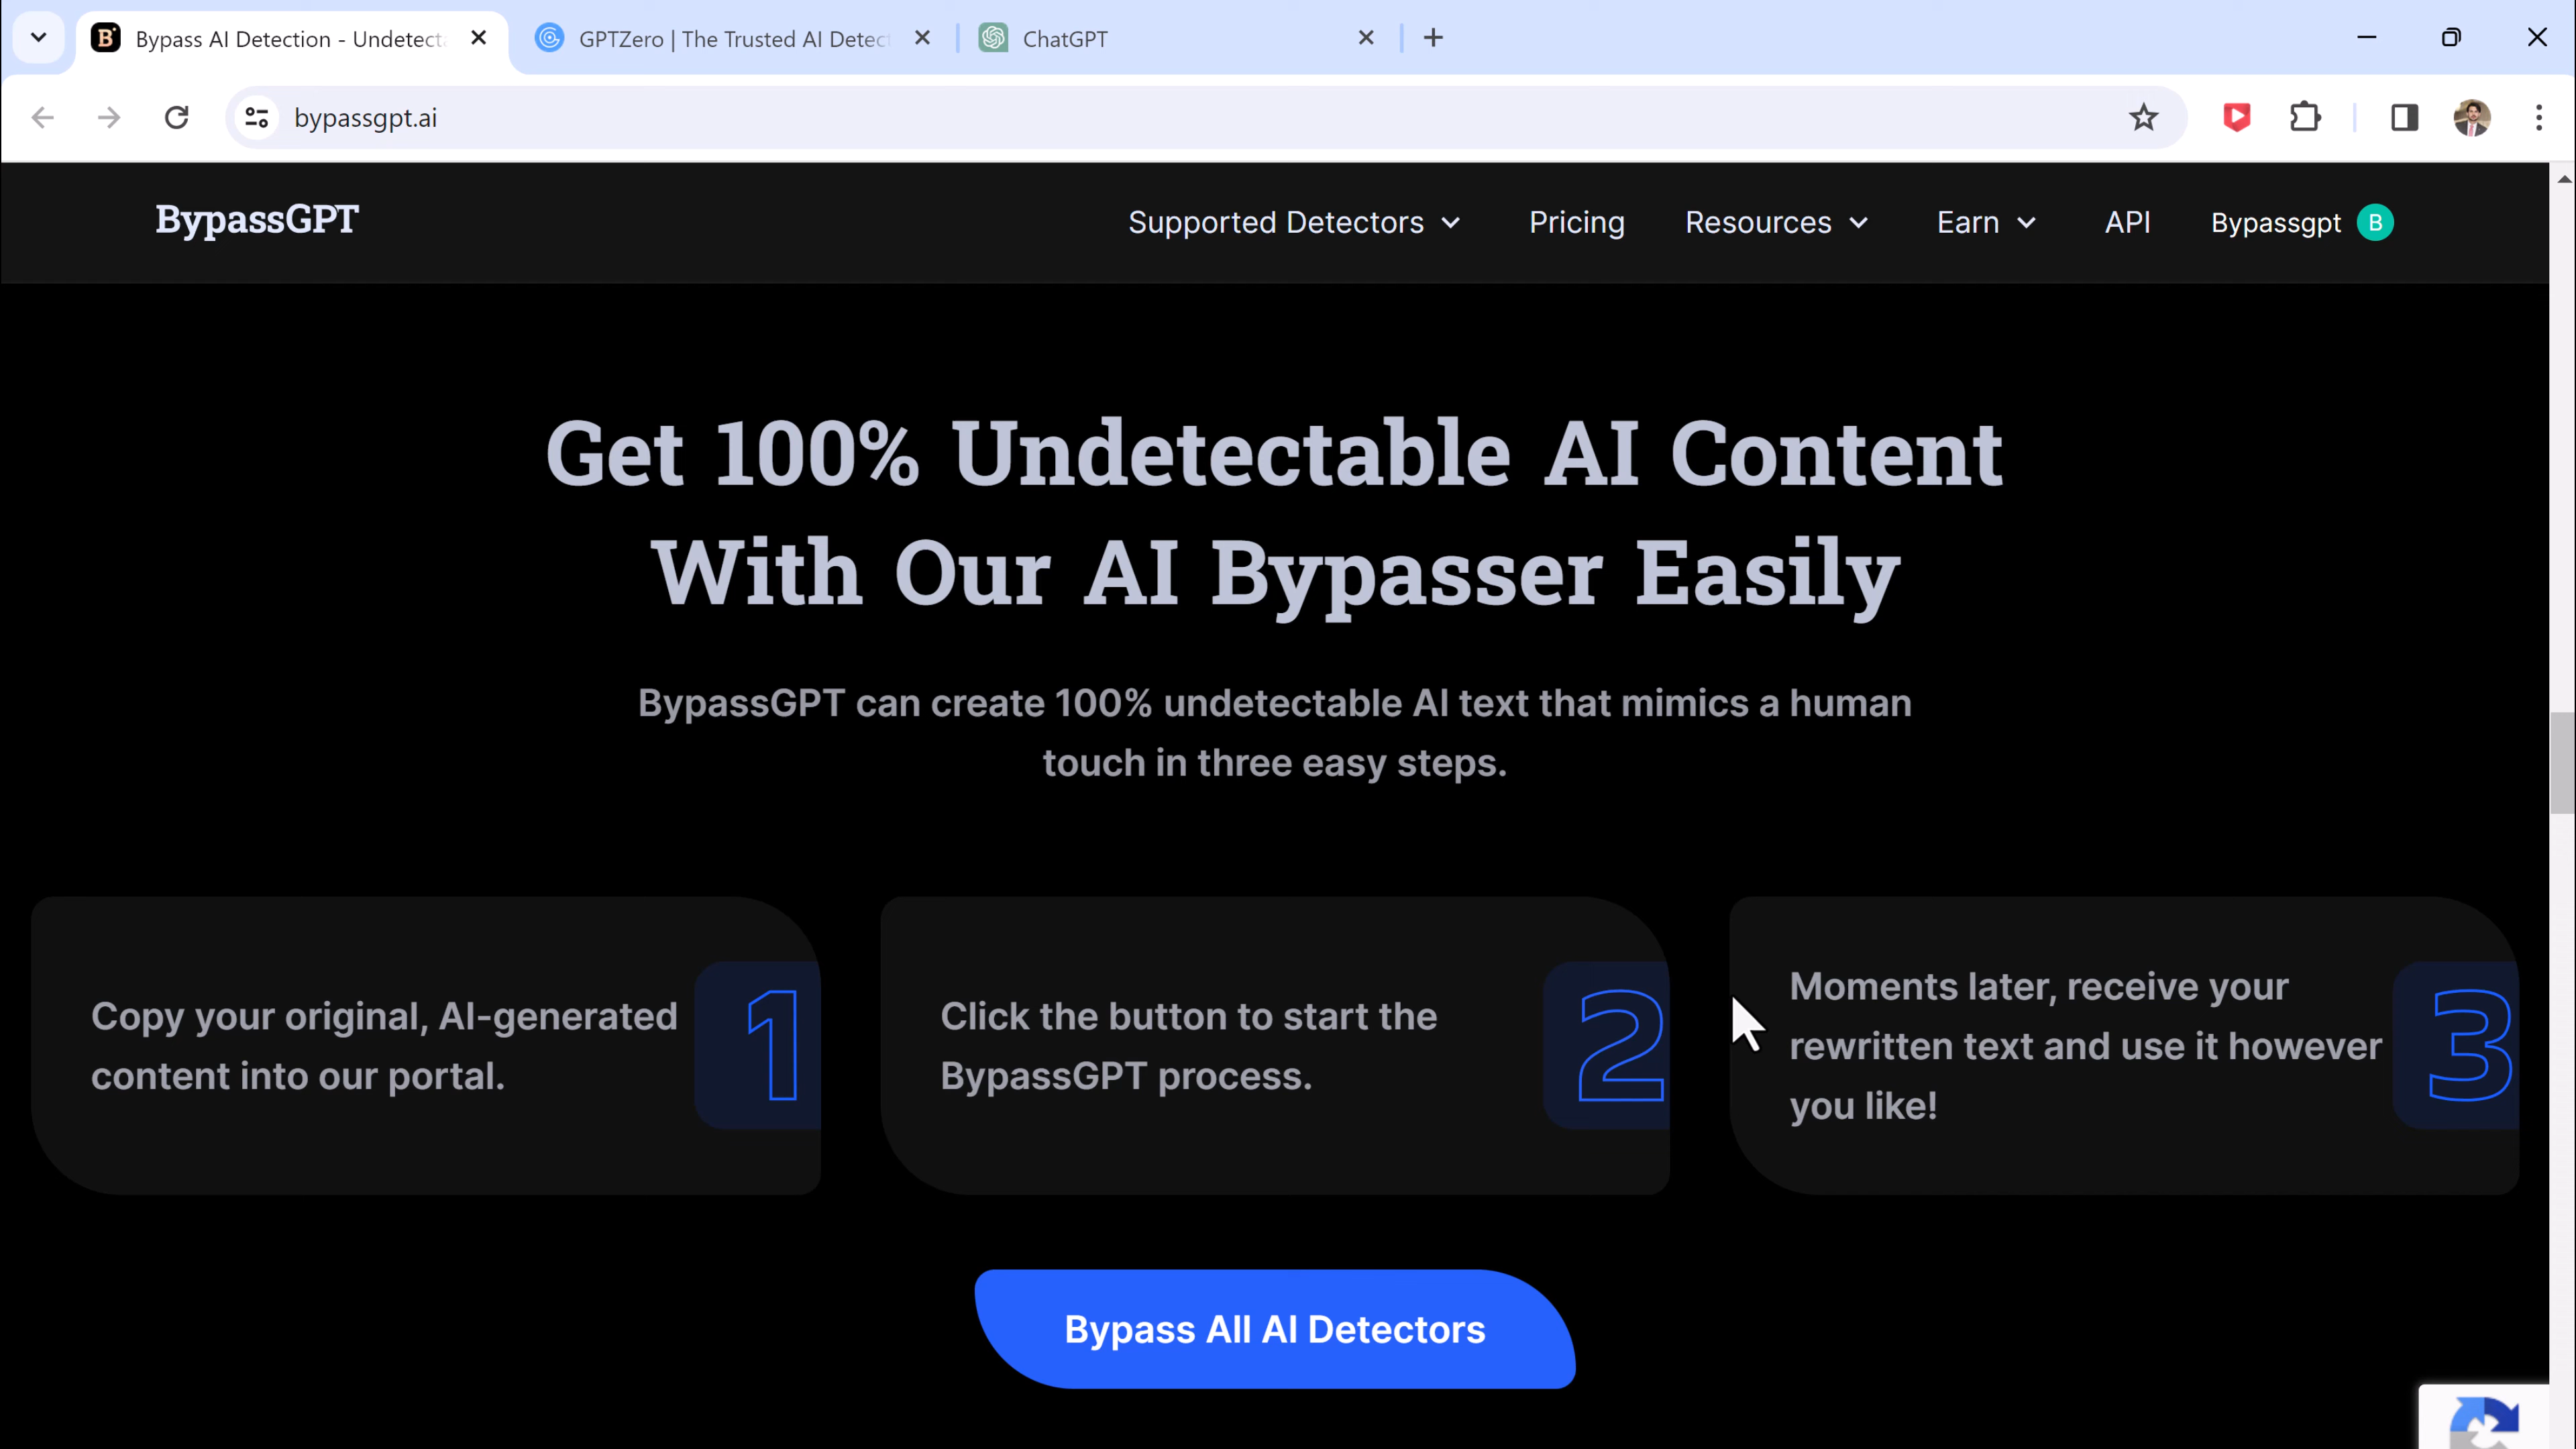 Bypass AI Detection - Undetect
GPTZero | The Trusted AI Detec
ChatGPT
bypassgpt.ai
BypassGPT
Supported Detectors
Pricing
Resources
Earn
API
Bypassgpt
B
Get 100% Undetectable AI Content
With Our AI Bypasser Easily
BypassGPT can create 100% undetectable AI text that mimics a human
touch in three easy steps.
Copy your original, AI-generated
content into our portal.
1
Click the button to start the
BypassGPT process.
2
Moments later, receive your
rewritten text and use it however
you like!
3
Bypass All AI Detectors